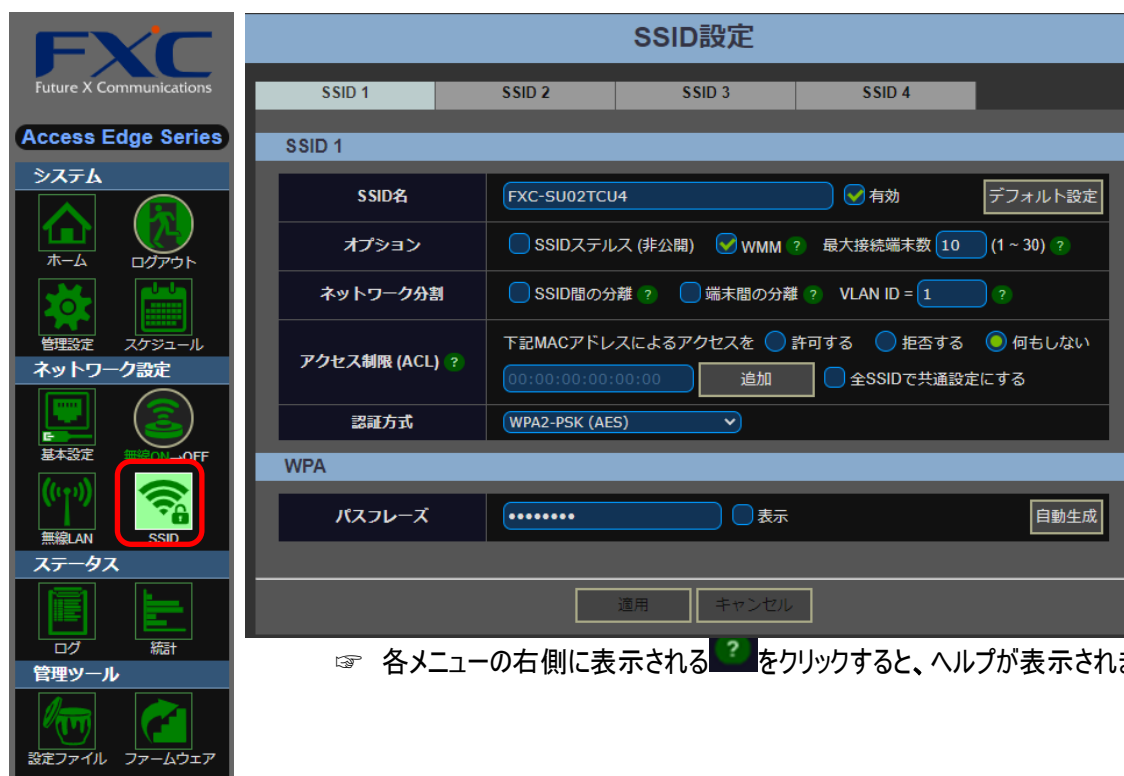 FXC
Future X Communications
Access Edge Series
システム
ホーム ログアウト
管理設定 スケジュール
ネットワーク設定
基本設定 無線ON→OFF
無線LAN SSID
ステータス
ログ 統計
管理ツール
設定ファイル ファームウェア
SSID設定
SSID 1 SSID 2 SSID 3 SSID 4
SSID 1
SSID名 FXC-SU02TCU4 有効 デフォルト設定
オプション SSIDステルス (非公開) WMM ? 最大接続端末数 10 (1 ~ 30) ?
ネットワーク分割 SSID間の分離 ? 端末間の分離 ? VLAN ID = 1 ?
アクセス制限 (ACL) ? 下記MACアドレスによるアクセスを 許可する 拒否する 何もしない
00:00:00:00:00:00 追加 全SSIDで共通設定にする
認証方式 WPA2-PSK (AES)
WPA
パスフレーズ •••••••• 表示 自動生成
適用 キャンセル
☞ 各メニューの右側に表示される ? をクリックすると、ヘルプが表示されま